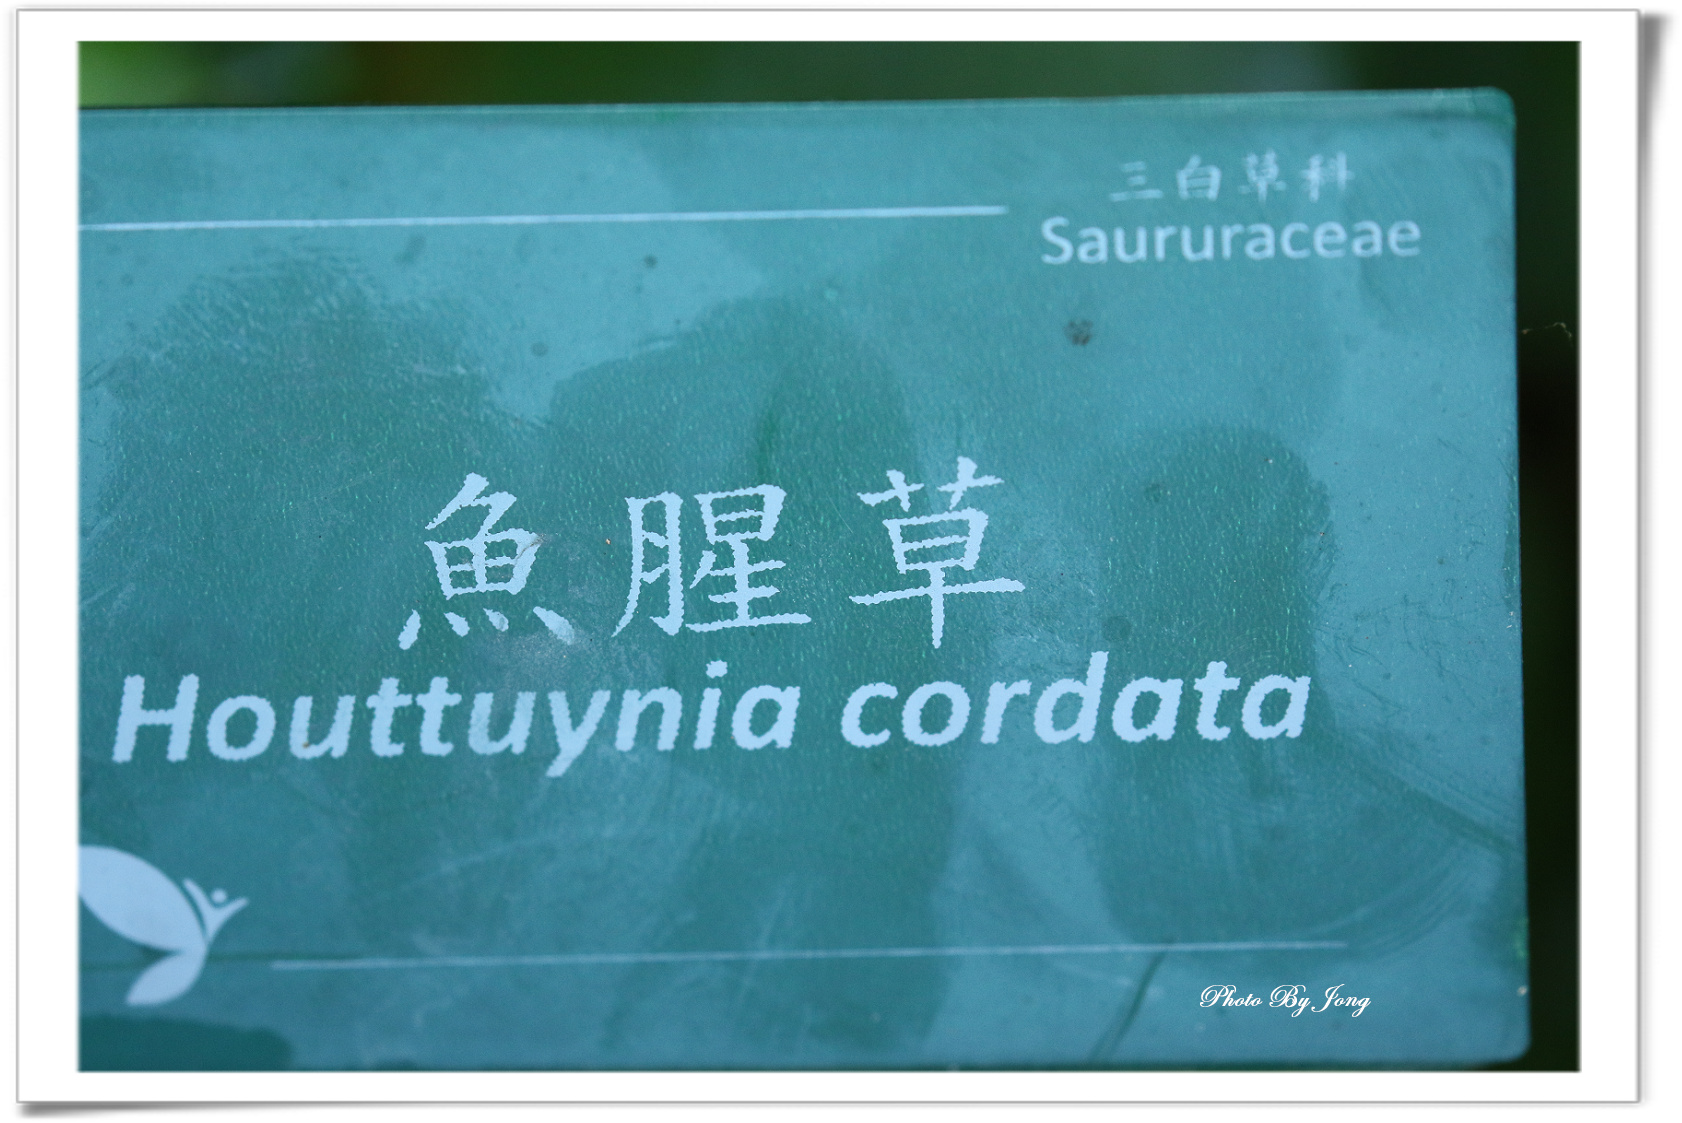 三白草科
Saururaceae
魚腥草
Houttuynia cordata
Photo By Jong